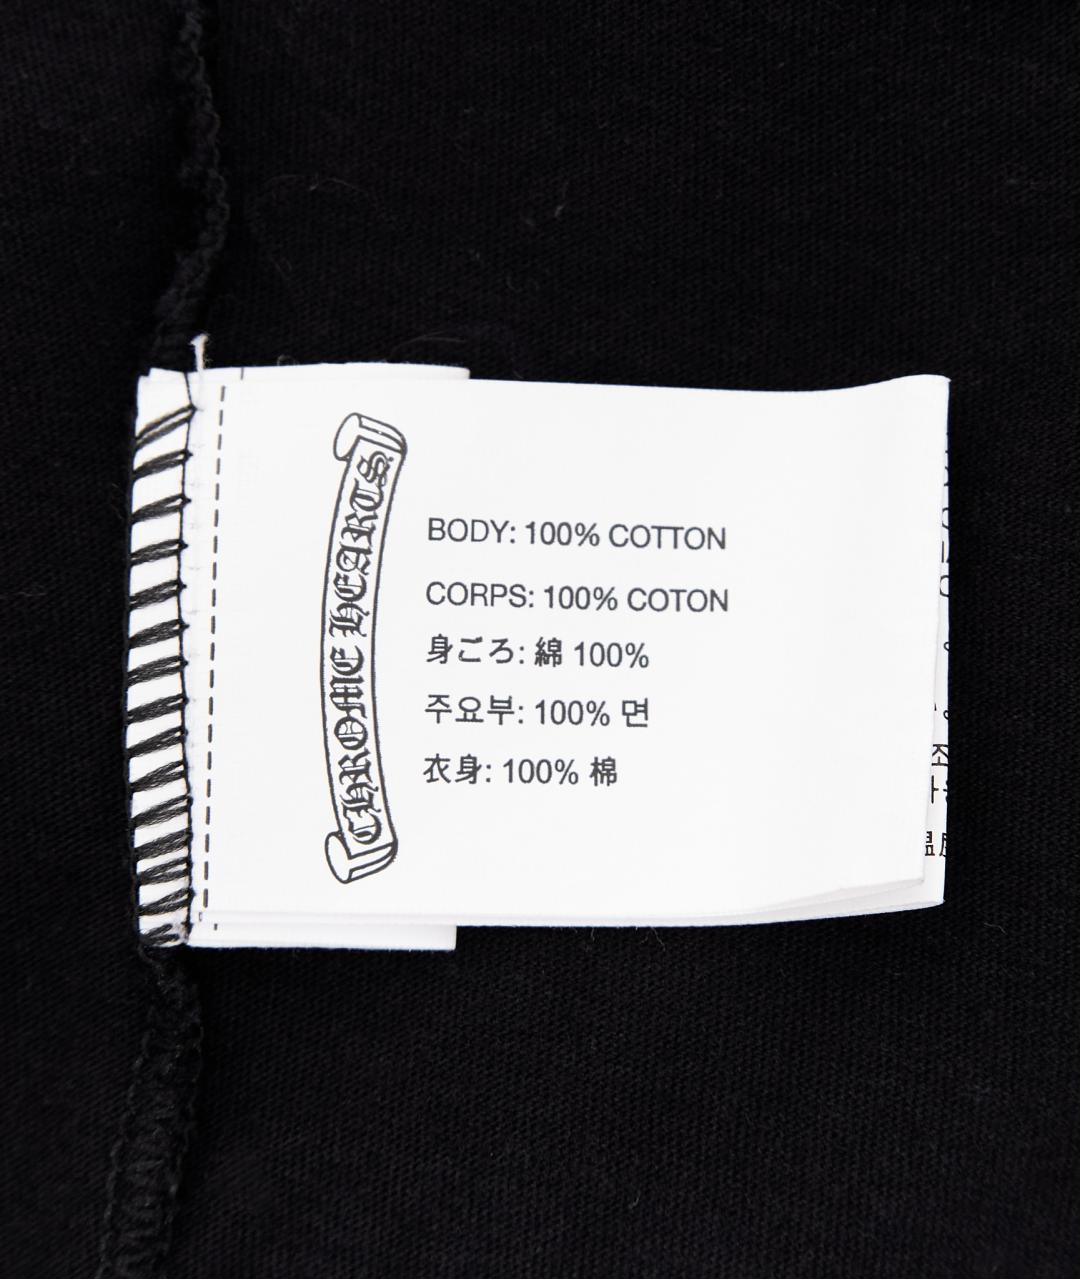 CHROME HEARTS
BODY: 100% COTTON
CORPS: 100% COTON
身ごろ: 綿 100%
주요부: 100% 면
衣身: 100% 棉